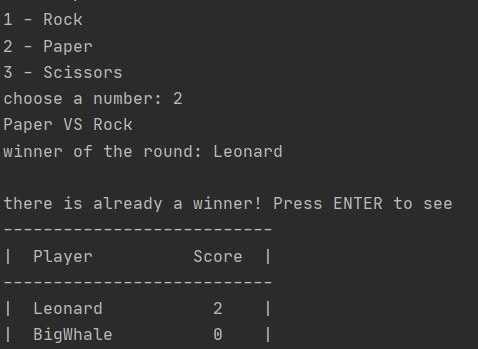 1 - Rock
2 - Paper
3 - Scissors
choose a number: 2
Paper VS Rock
winner of the round: Leonard

there is already a winner! Press ENTER to see
---------------------------
|  Player          Score  |
---------------------------
|  Leonard           2    |
|  BigWhale          0    |